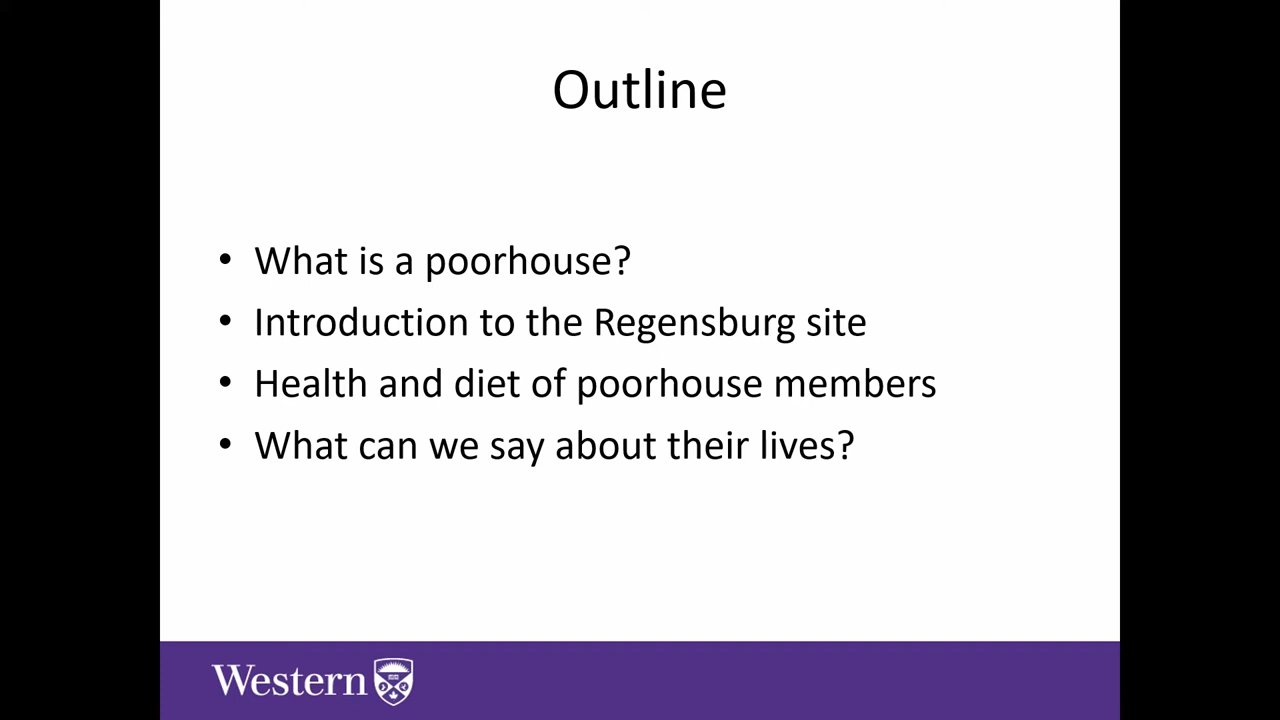 Outline
• What is a poorhouse?
• Introduction to the Regensburg site
• Health and diet of poorhouse members
• What can we say about their lives?
Western